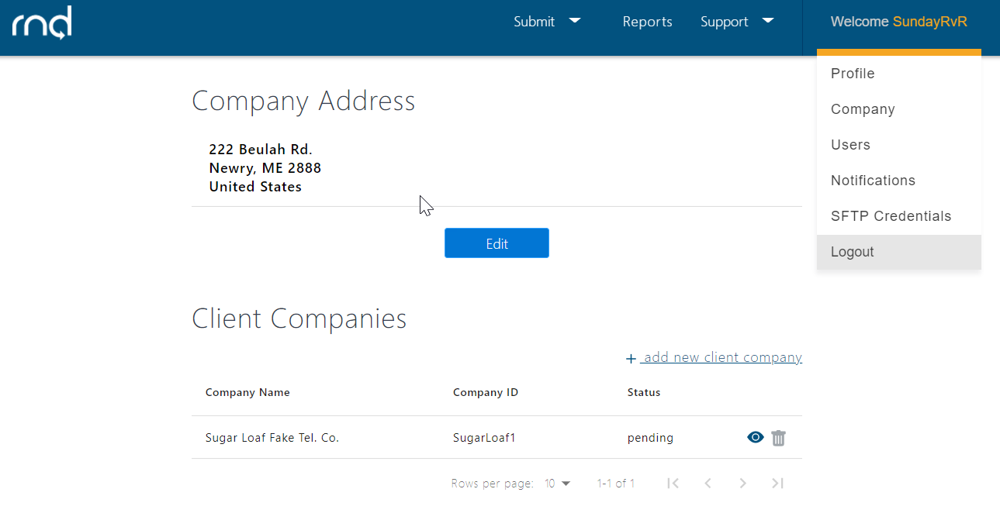 rnd
Submit Reports Support Welcome SundayRvR
Profile
Company
Users
Notifications
SFTP Credentials
Logout
Company Address
222 Beulah Rd.
Newry, ME 2888
United States
Edit
Client Companies
+ add new client company
Company Name Company ID Status
Sugar Loaf Fake Tel. Co. SugarLoaf1 pending
Rows per page: 10 1-1 of 1